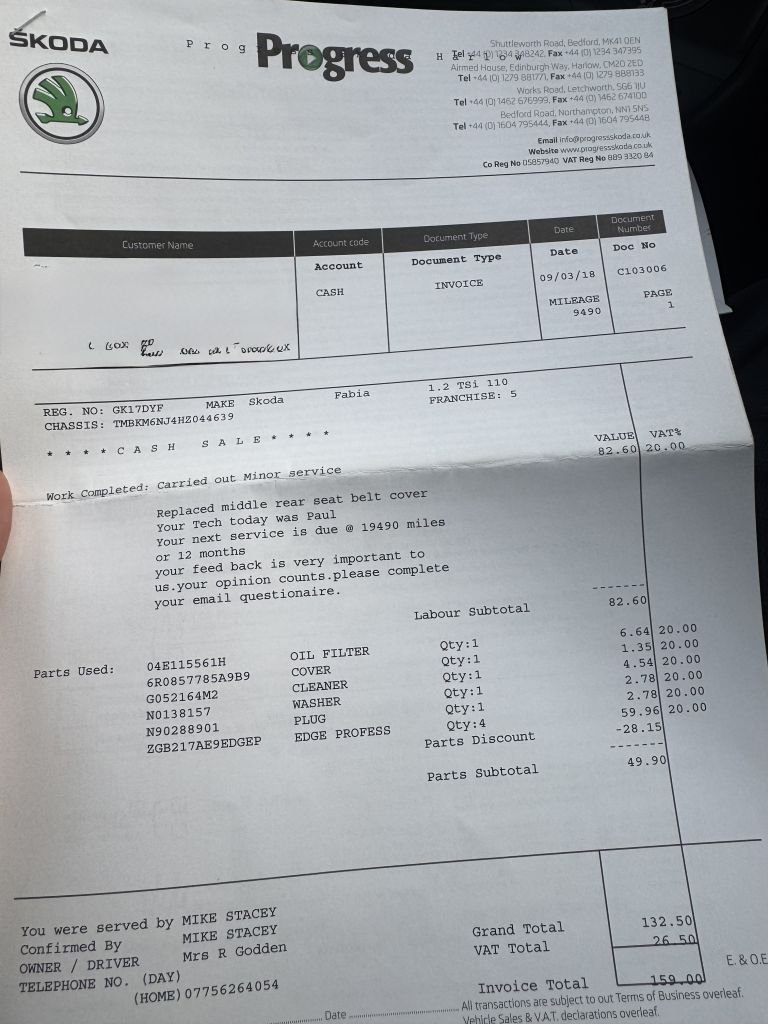 ŠKODA
Progress
Shuttleworth Road, Bedford, MK41 0EN
Tel +44 (0) 1234 348242, Fax +44 (0) 1234 347395
Airmed House, Edinburgh Way, Harlow, CM20 2ED
Tel +44 (0) 1279 881771, Fax +44 (0) 1279 888133
Works Road, Letchworth, SG6 1JU
Tel +44 (0) 1462 676999, Fax +44 (0) 1462 674100
Bedford Road, Northampton, NN1 5NS
Tel +44 (0) 1604 795444, Fax +44 (0) 1604 795448
Email info@progressskoda.co.uk
Website www.progressskoda.co.uk
Co Reg No 05857940 VAT Reg No 889 3320 84
Customer Name Account code Document Type Date Document Number
Account Document Type Date Doc No
CASH INVOICE 09/03/18 C103006
MILEAGE PAGE
9490 1
REG. NO: GK17DYF MAKE Skoda Fabia 1.2 TSi 110
CHASSIS: TMBKM6NJ4HZ044639 FRANCHISE: 5
* * * * C A S H S A L E * * * *
VALUE VAT%
Work Completed: Carried out Minor service 82.60 20.00
Replaced middle rear seat belt cover
Your Tech today was Paul
Your next service is due @ 19490 miles
or 12 months
your feed back is very important to
us.your opinion counts.please complete
your email questionaire.
-------
Labour Subtotal 82.60
Parts Used: 04E115561H OIL FILTER Qty:1 6.64 20.00
6R0857785A9B9 COVER Qty:1 1.35 20.00
G052164M2 CLEANER Qty:1 4.54 20.00
N0138157 WASHER Qty:1 2.78 20.00
N90288901 PLUG Qty:1 2.78 20.00
ZGB217AE9EDGEP EDGE PROFESS Qty:4 59.96 20.00
Parts Discount -28.15
-------
Parts Subtotal 49.90
You were served by MIKE STACEY
Confirmed By MIKE STACEY
OWNER / DRIVER Mrs R Godden
TELEPHONE NO. (DAY)
(HOME) 07756264054
Grand Total 132.50
VAT Total 26.50
E. & O.E
Invoice Total 159.00
Date
All transactions are subject to out Terms of Business overleaf.
Vehicle Sales & V.A.T. declarations overleaf.